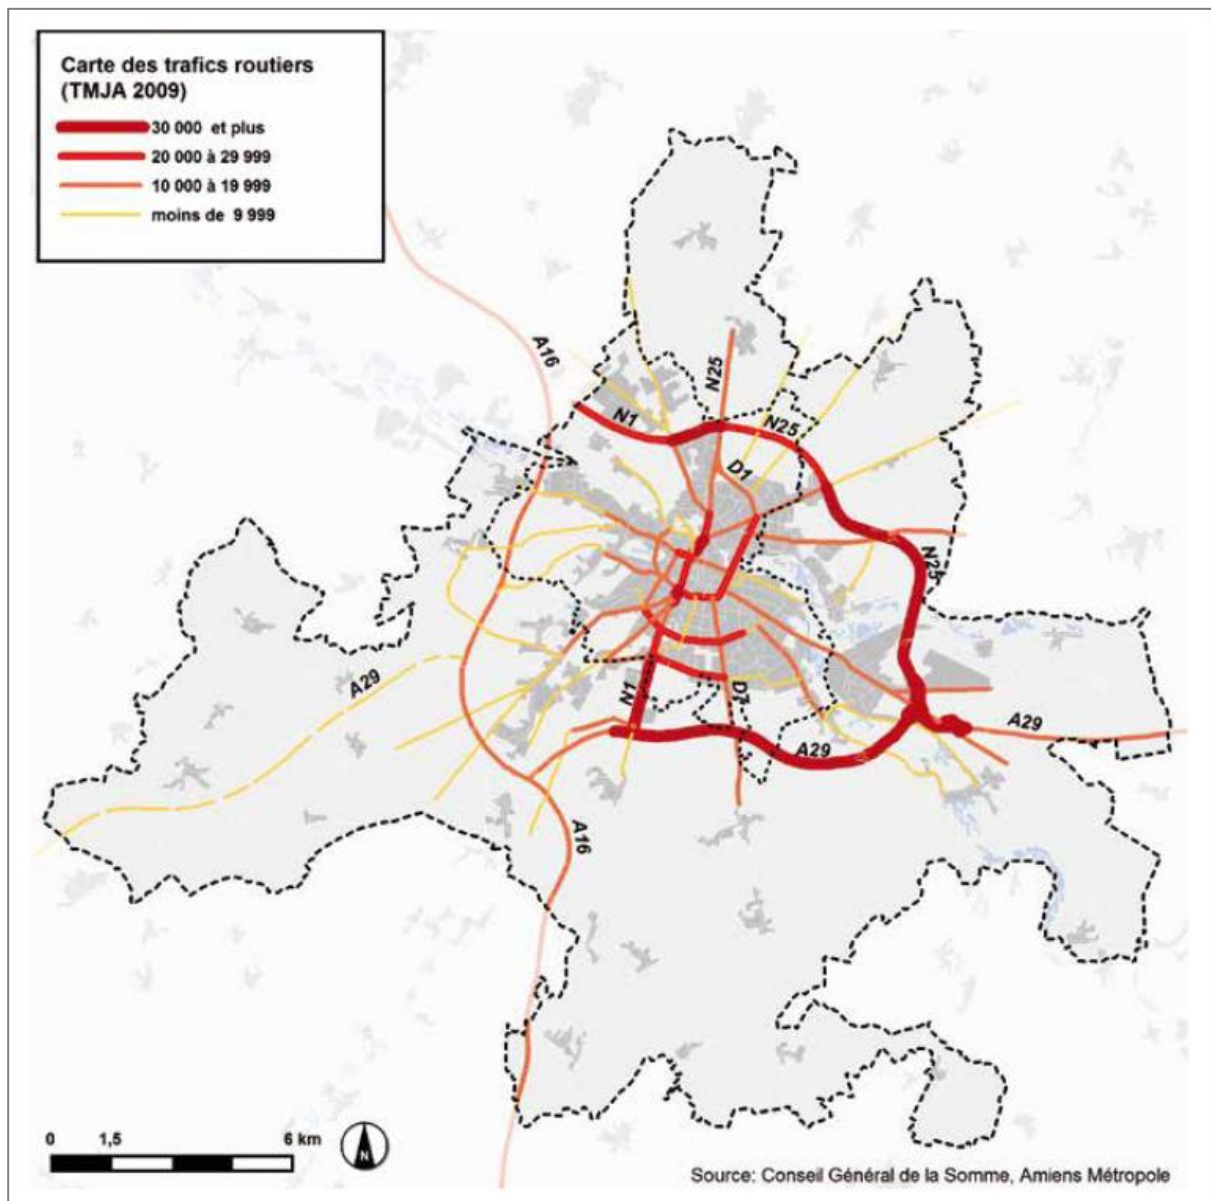 Carte des trafics routiers
(TMJA 2009)
30 000 et plus
20 000 à 29 999
10 000 à 19 999
moins de 9 999
A16
N25
N1
N25
D1
N25
A29
N1
D7
A29
A29
A16
0 1,5 6 km
N
Source: Conseil Général de la Somme, Amiens Métropole